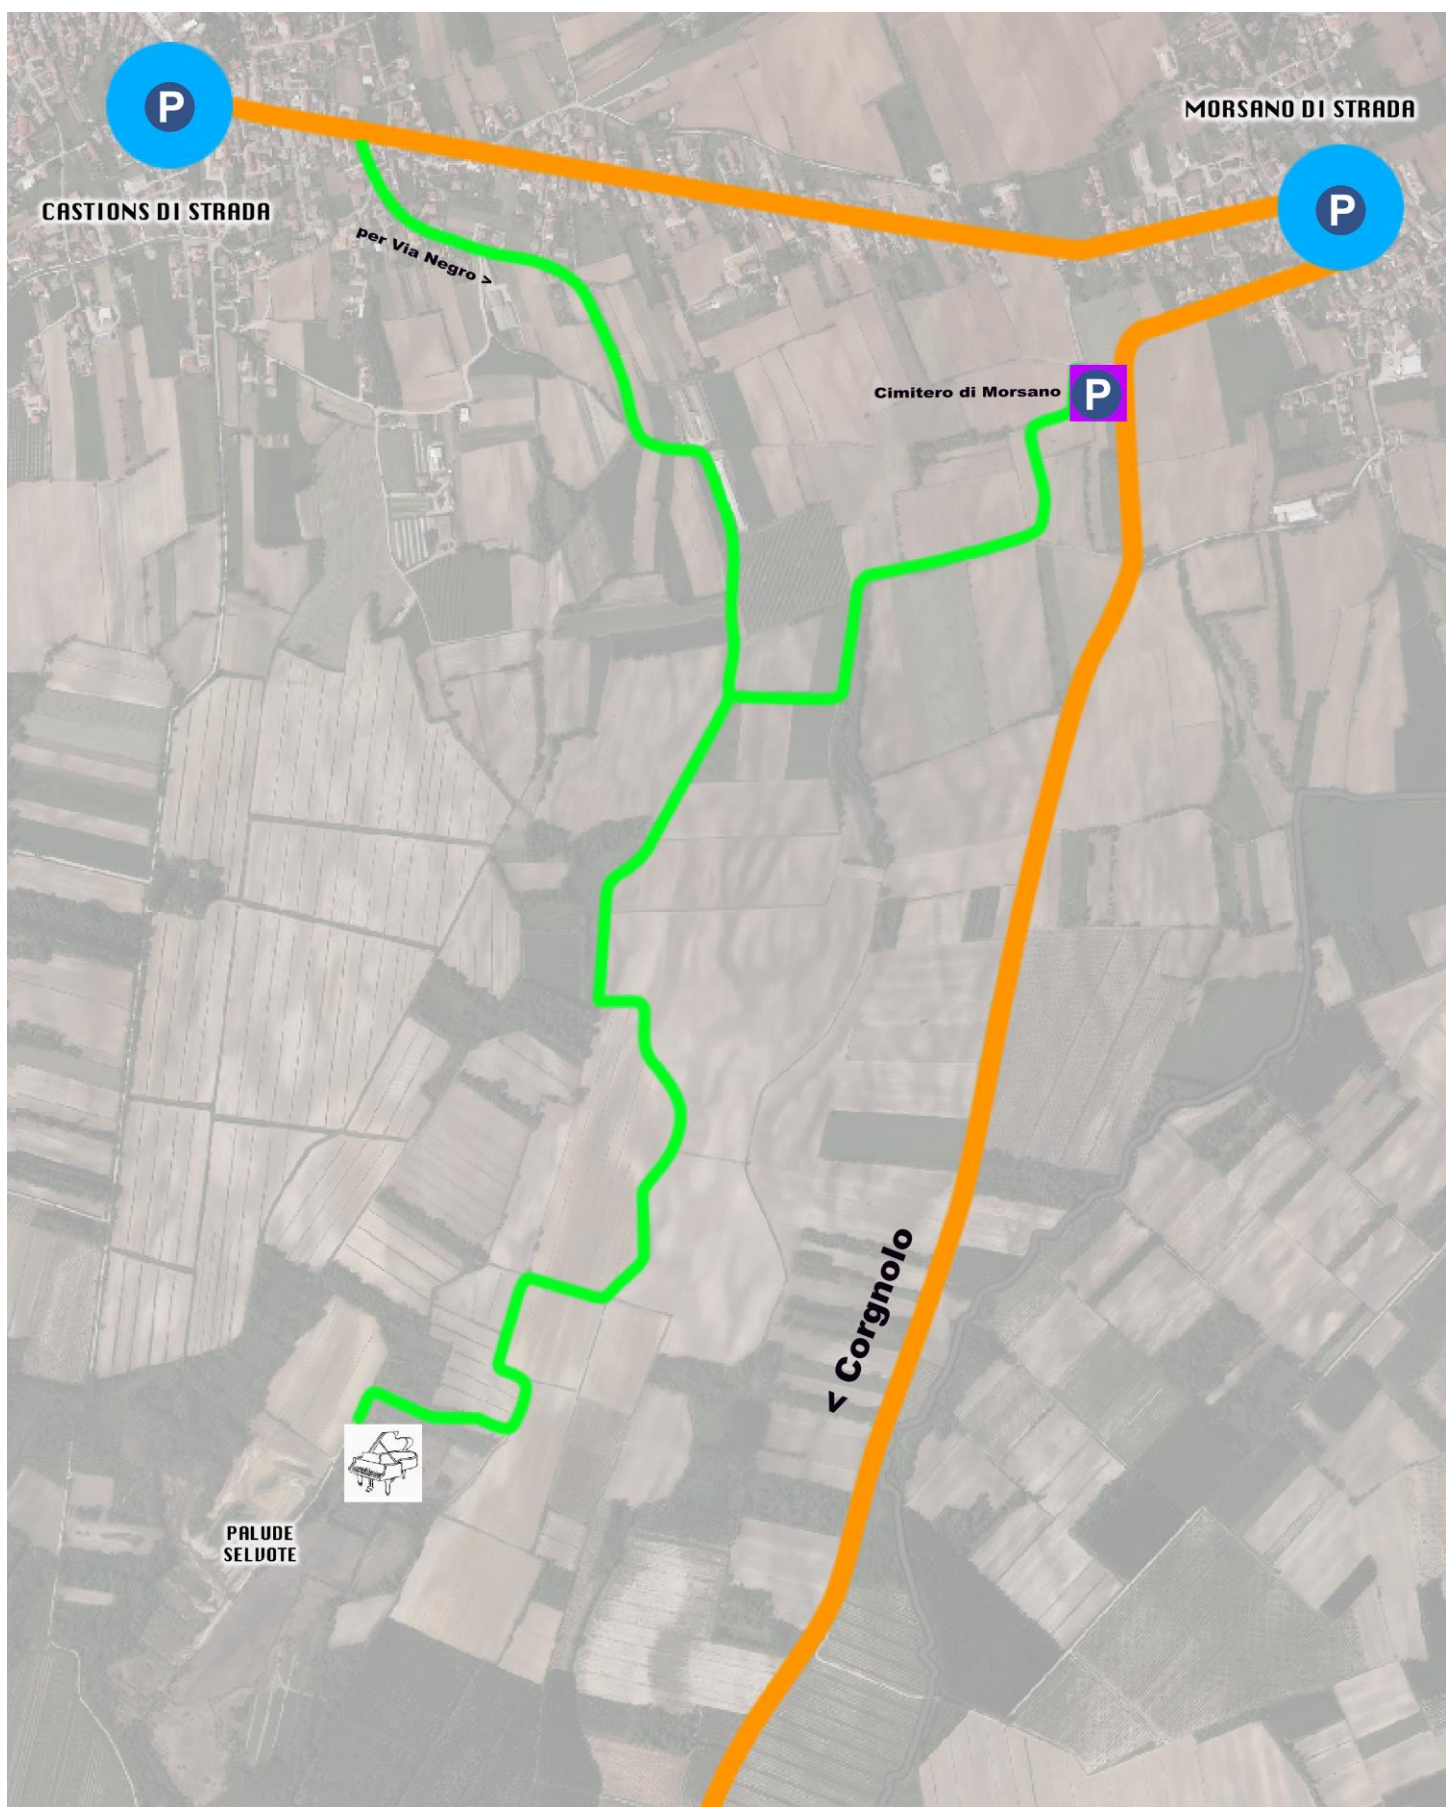 P
MORSANO DI STRADA
P
CASTIONS DI STRADA
per Via Negro >
Cimitero di Morsano
P
< Corgnolo
PALUDE
SELVOTE